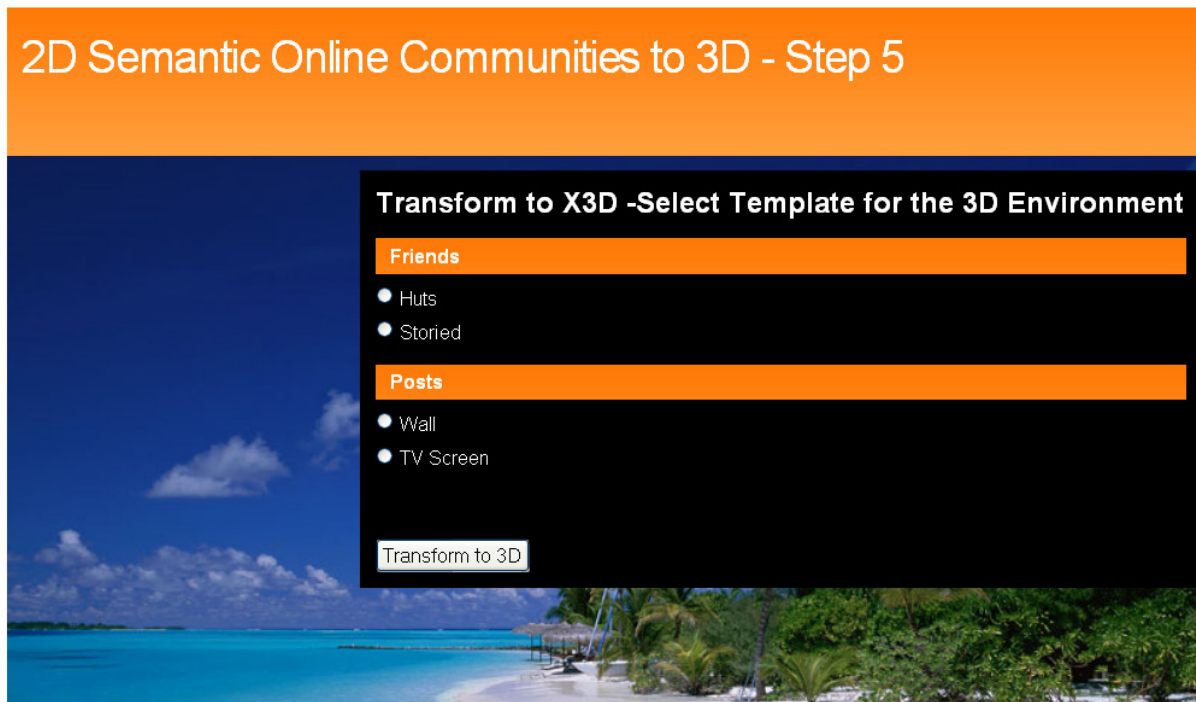 2D Semantic Online Communities to 3D - Step 5
Transform to X3D -Select Template for the 3D Environment
Friends
Huts
Storied
Posts
Wall
TV Screen
Transform to 3D